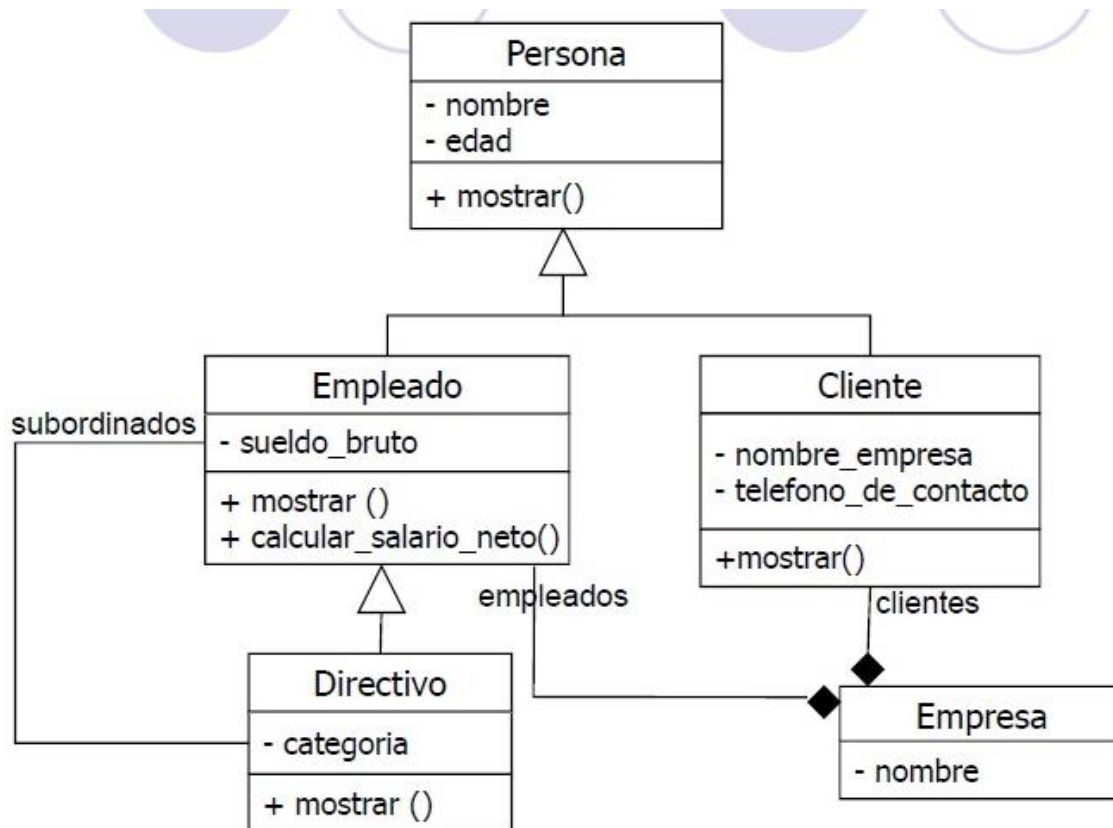 Persona
- nombre
- edad
+ mostrar()
Empleado
- sueldo_bruto
+ mostrar ()
+ calcular_salario_neto()
Cliente
- nombre_empresa
- telefono_de_contacto
+mostrar()
subordinados
empleados
clientes
Directivo
- categoria
+ mostrar ()
Empresa
- nombre